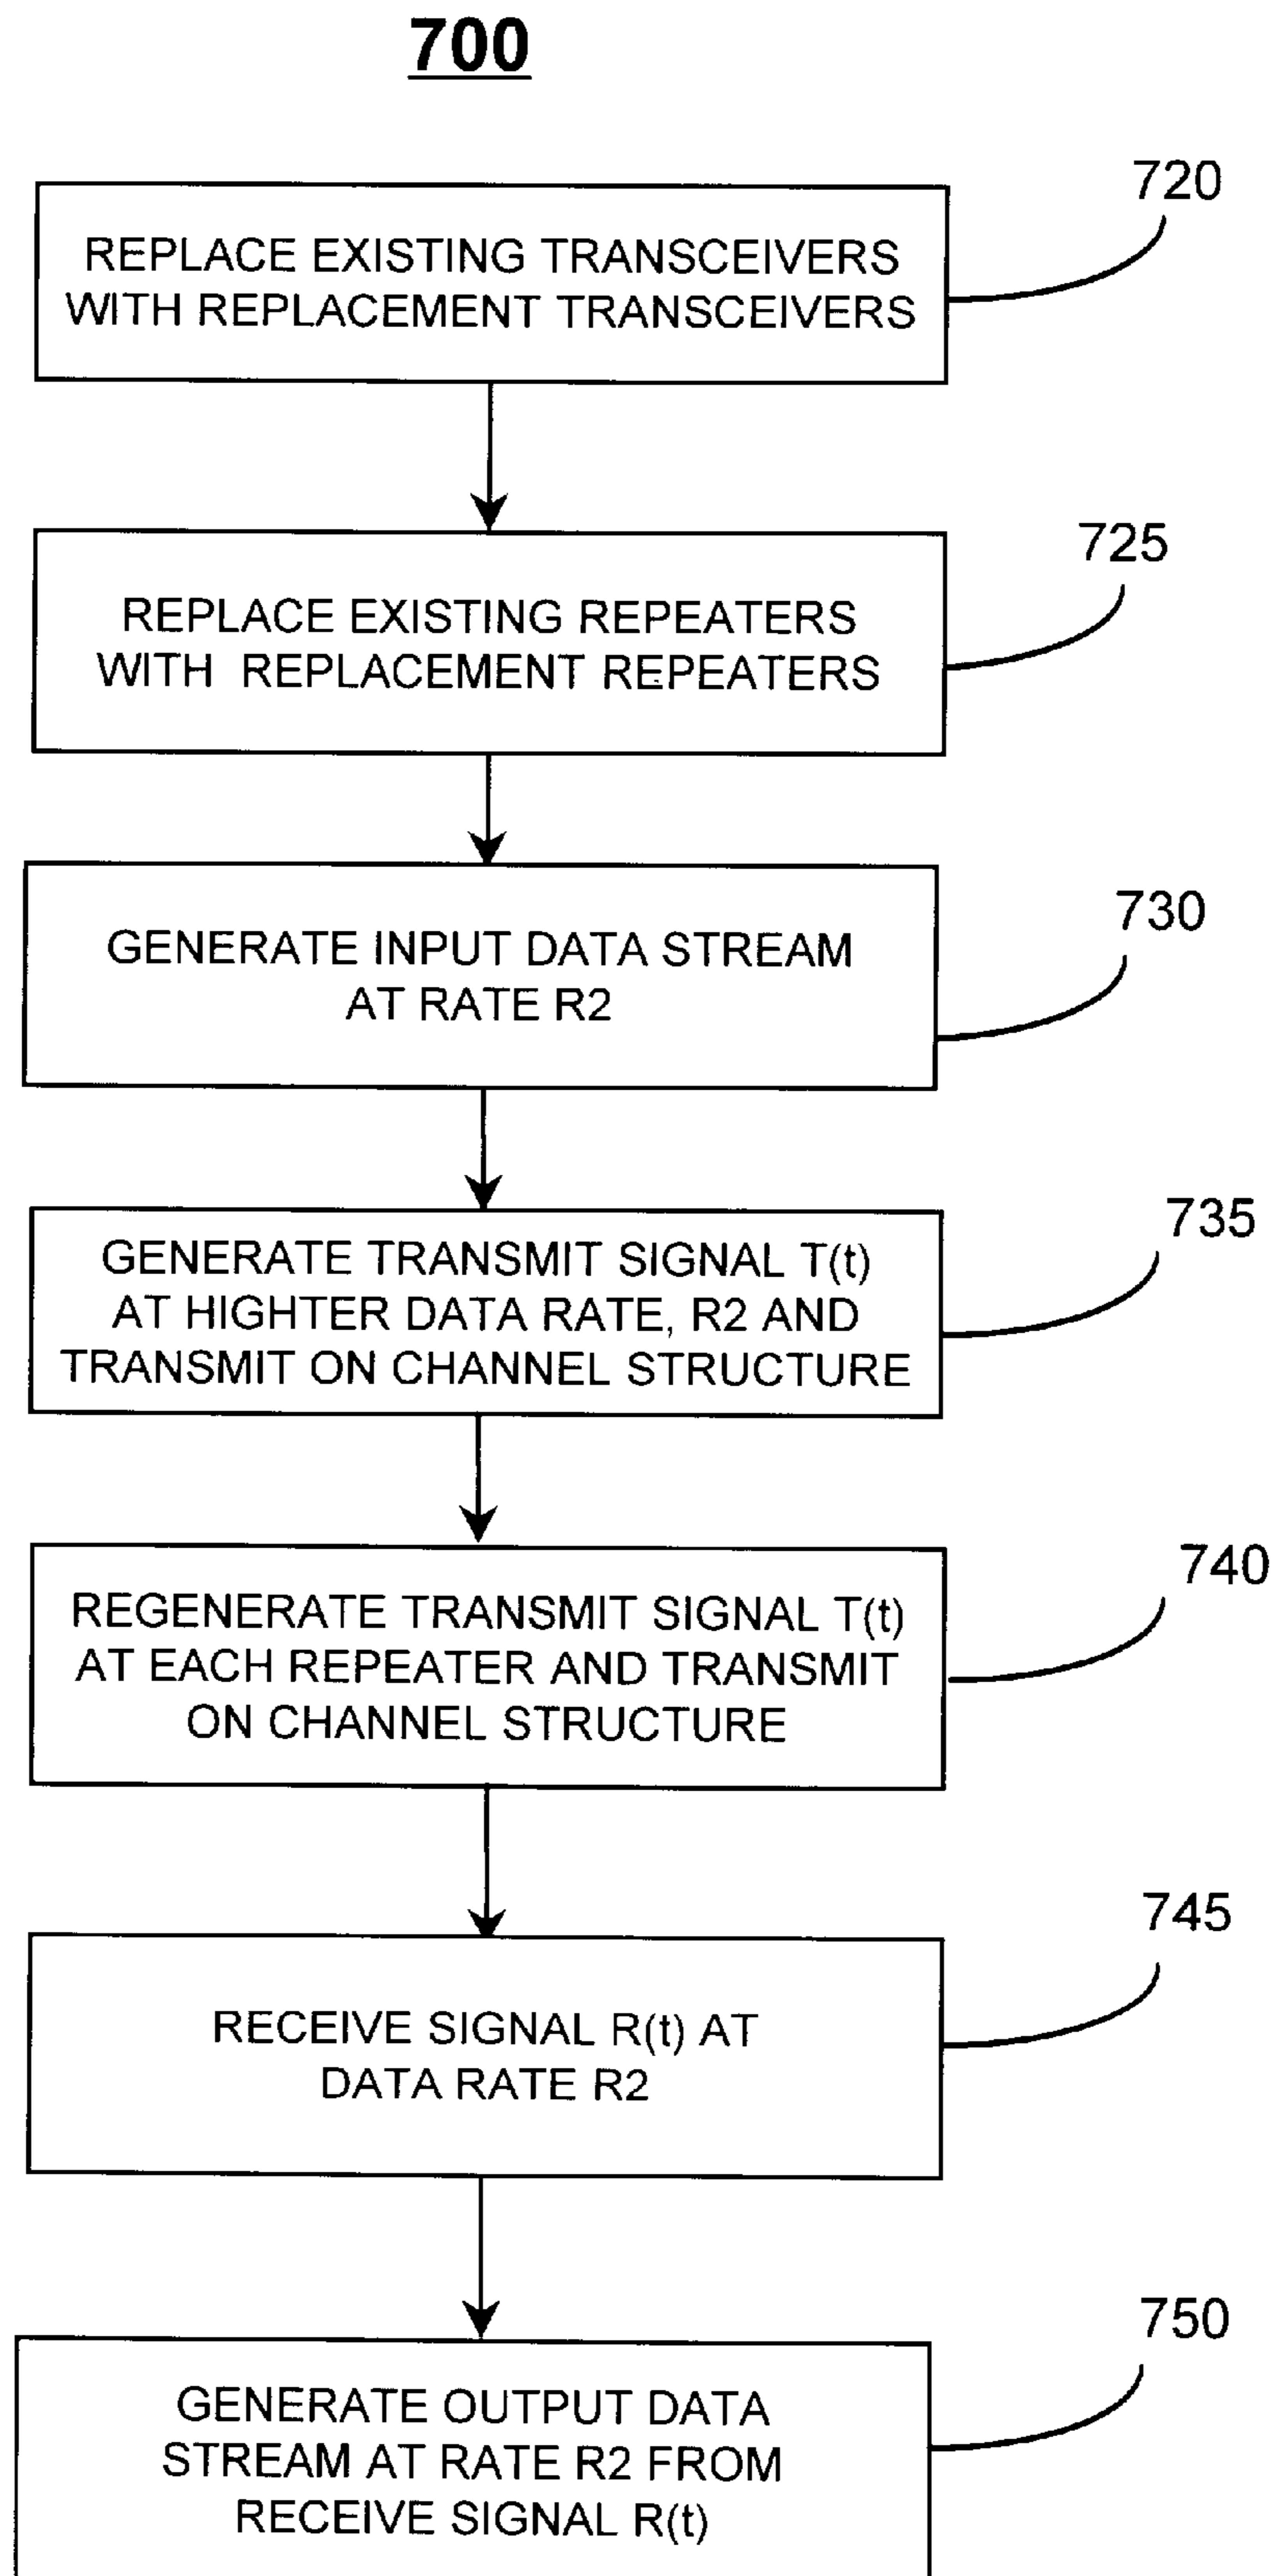 700
720
REPLACE EXISTING TRANSCEIVERS
WITH REPLACEMENT TRANSCEIVERS
725
REPLACE EXISTING REPEATERS
WITH REPLACEMENT REPEATERS
730
GENERATE INPUT DATA STREAM
AT RATE R2
735
GENERATE TRANSMIT SIGNAL T(t)
AT HIGHTER DATA RATE, R2 AND
TRANSMIT ON CHANNEL STRUCTURE
740
REGENERATE TRANSMIT SIGNAL T(t)
AT EACH REPEATER AND TRANSMIT
ON CHANNEL STRUCTURE
745
RECEIVE SIGNAL R(t) AT
DATA RATE R2
750
GENERATE OUTPUT DATA
STREAM AT RATE R2 FROM
RECEIVE SIGNAL R(t)